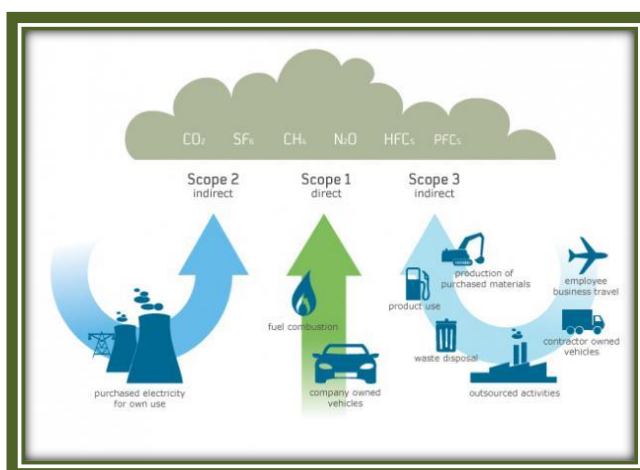 CO₂ SF₆ CH₄ N₂O HFCs PFCs
Scope 2
indirect
Scope 1
direct
Scope 3
indirect
purchased electricity
for own use
fuel combustion
company owned
vehicles
production of
purchased materials
product use
waste disposal
outsourced activities
employee
business travel
contractor owned
vehicles